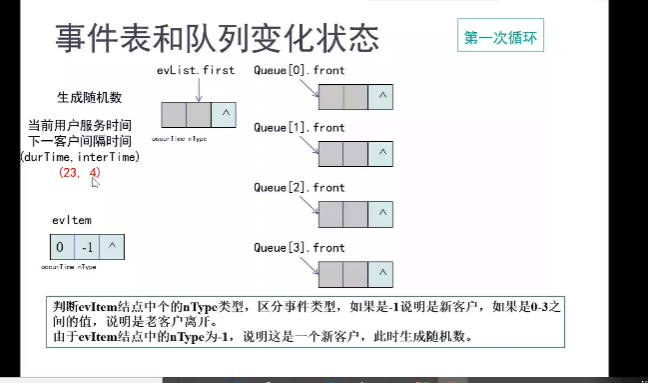 事件表和队列变化状态
第一次循环
evList.first
Queue[0].front
生成随机数
^
^
occurTime nType
当前用户服务时间
下一客户间隔时间
(durTime,interTime)
(23, 4)
Queue[1].front
^
Queue[2].front
^
evItem
0 -1 ^
occurTime nType
Queue[3].front
^
判断evItem结点中个的nType类型，区分事件类型，如果是-1说明是新客户，如果是0-3之
间的值，说明是老客户离开。
由于evItem结点中的nType为-1，说明这是一个新客户，此时生成随机数。